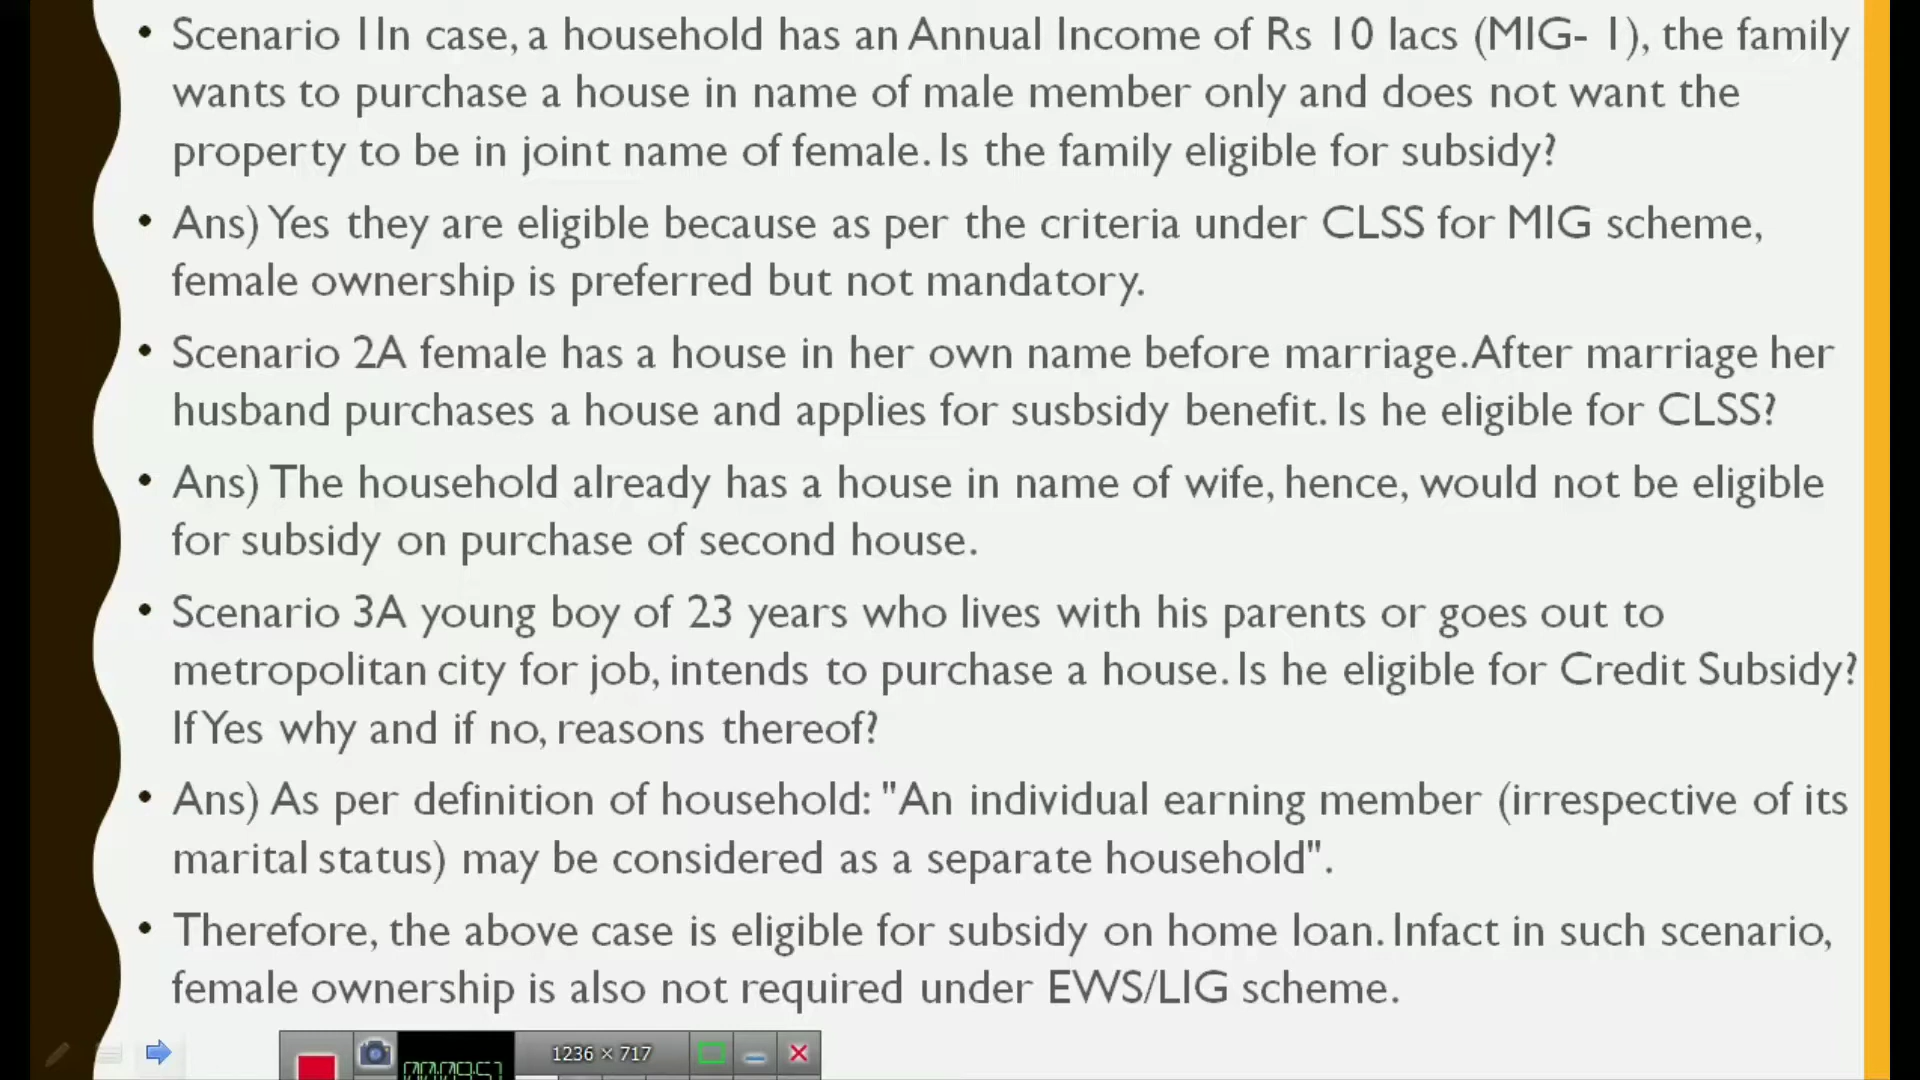 • Scenario 1In case, a household has an Annual Income of Rs 10 lacs (MIG- 1), the family
wants to purchase a house in name of male member only and does not want the
property to be in joint name of female. Is the family eligible for subsidy?
• Ans) Yes they are eligible because as per the criteria under CLSS for MIG scheme,
female ownership is preferred but not mandatory.
• Scenario 2A female has a house in her own name before marriage. After marriage her
husband purchases a house and applies for susbsidy benefit. Is he eligible for CLSS?
• Ans) The household already has a house in name of wife, hence, would not be eligible
for subsidy on purchase of second house.
• Scenario 3A young boy of 23 years who lives with his parents or goes out to
metropolitan city for job, intends to purchase a house. Is he eligible for Credit Subsidy?
If Yes why and if no, reasons thereof?
• Ans) As per definition of household: "An individual earning member (irrespective of its
marital status) may be considered as a separate household".
• Therefore, the above case is eligible for subsidy on home loan. Infact in such scenario,
female ownership is also not required under EWS/LIG scheme.
1236 × 717